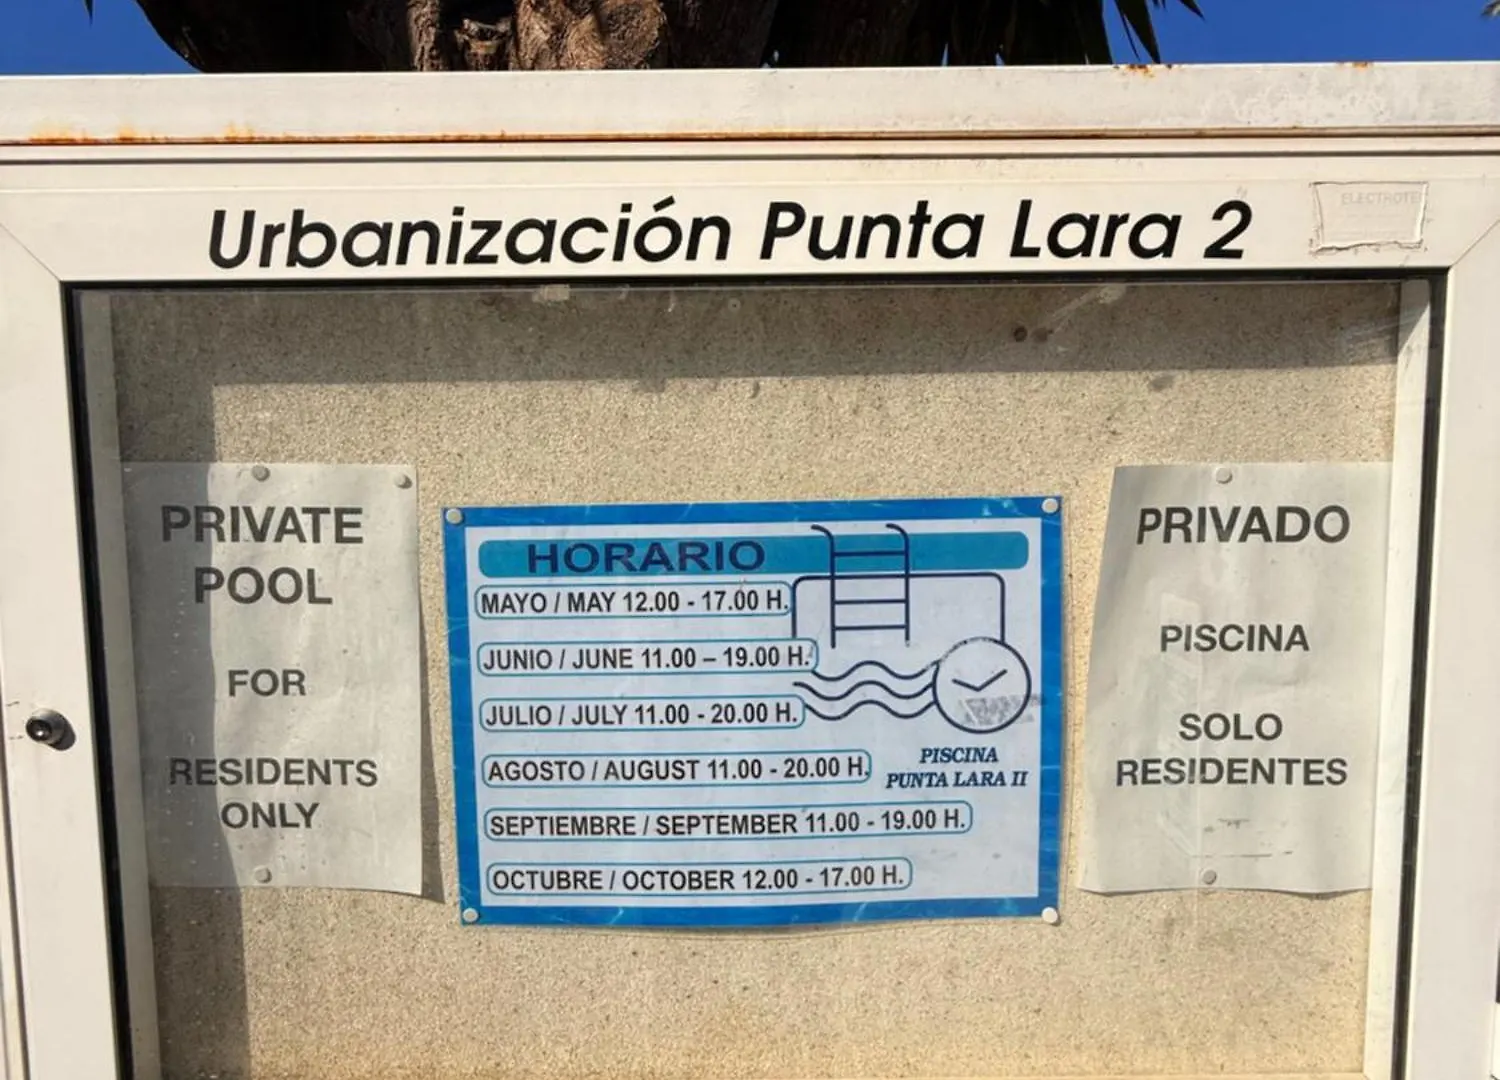 Urbanización Punta Lara 2
PRIVATE
POOL
FOR
RESIDENTS
ONLY
HORARIO
MAYO / MAY 12.00 - 17.00 H.
JUNIO / JUNE 11.00 – 19.00 H.
JULIO / JULY 11.00 - 20.00 H.
AGOSTO / AUGUST 11.00 - 20.00 H.
SEPTIEMBRE / SEPTEMBER 11.00 - 19.00 H.
OCTUBRE / OCTOBER 12.00 - 17.00 H.
PISCINA
PUNTA LARA II
PRIVADO
PISCINA
SOLO
RESIDENTES